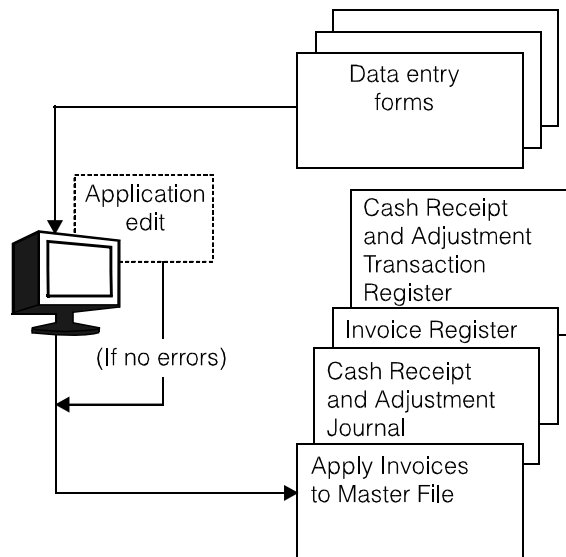 Data entry
forms
Application
edit
(If no errors)
Cash Receipt
and Adjustment
Transaction
Register
Invoice Register
Cash Receipt
and Adjustment
Journal
Apply Invoices
to Master File